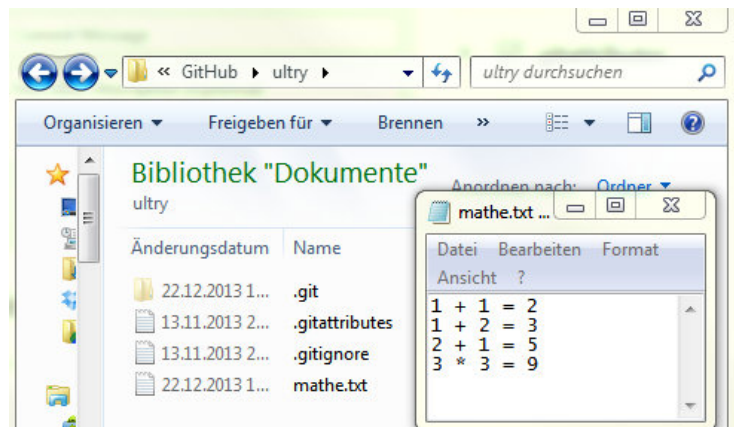 « GitHub ▸ ultry ▸
ultry durchsuchen
Organisieren
Freigeben für
Brennen
»
?
Bibliothek "Dokumente"
ultry
Anordnen nach: Ordner
Änderungsdatum Name
22.12.2013 1... .git
13.11.2013 2... .gitattributes
13.11.2013 2... .gitignore
22.12.2013 1... mathe.txt
mathe.txt ...
Datei Bearbeiten Format
Ansicht ?
1 + 1 = 2
1 + 2 = 3
2 + 1 = 5
3 * 3 = 9